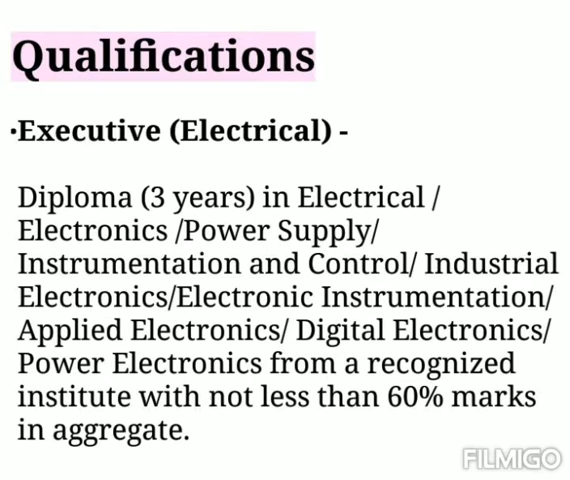 Qualifications
•Executive (Electrical) -
Diploma (3 years) in Electrical /
Electronics /Power Supply/
Instrumentation and Control/ Industrial
Electronics/Electronic Instrumentation/
Applied Electronics/ Digital Electronics/
Power Electronics from a recognized
institute with not less than 60% marks
in aggregate.
FILMIGO